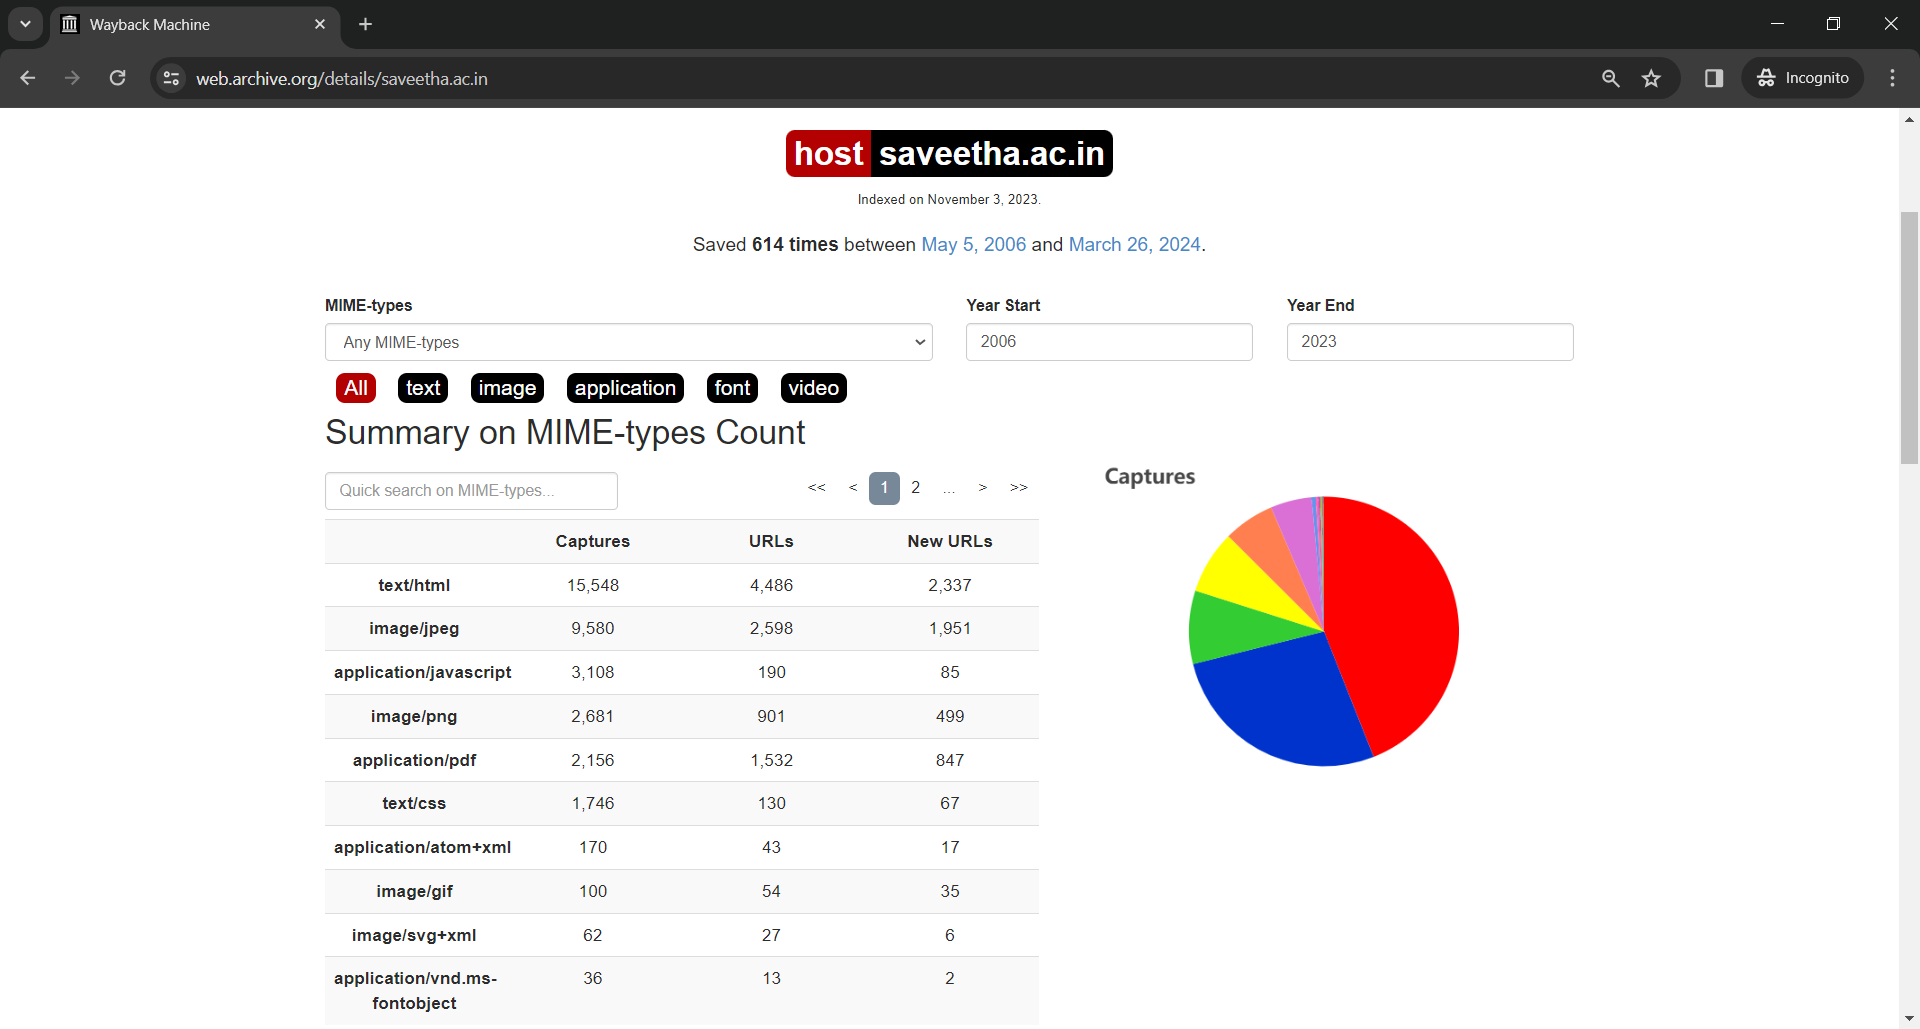 Wayback Machine
web.archive.org/details/saveetha.ac.in
Incognito
host saveetha.ac.in
Indexed on November 3, 2023.
Saved 614 times between May 5, 2006 and March 26, 2024.
MIME-types Year Start Year End
Any MIME-types 2006 2023
All text image application font video
Summary on MIME-types Count
Quick search on MIME-types... << < 1 2 ... > >>
Captures
Captures URLs New URLs
text/html 15,548 4,486 2,337
image/jpeg 9,580 2,598 1,951
application/javascript 3,108 190 85
image/png 2,681 901 499
application/pdf 2,156 1,532 847
text/css 1,746 130 67
application/atom+xml 170 43 17
image/gif 100 54 35
image/svg+xml 62 27 6
application/vnd.ms- 36 13 2
fontobject